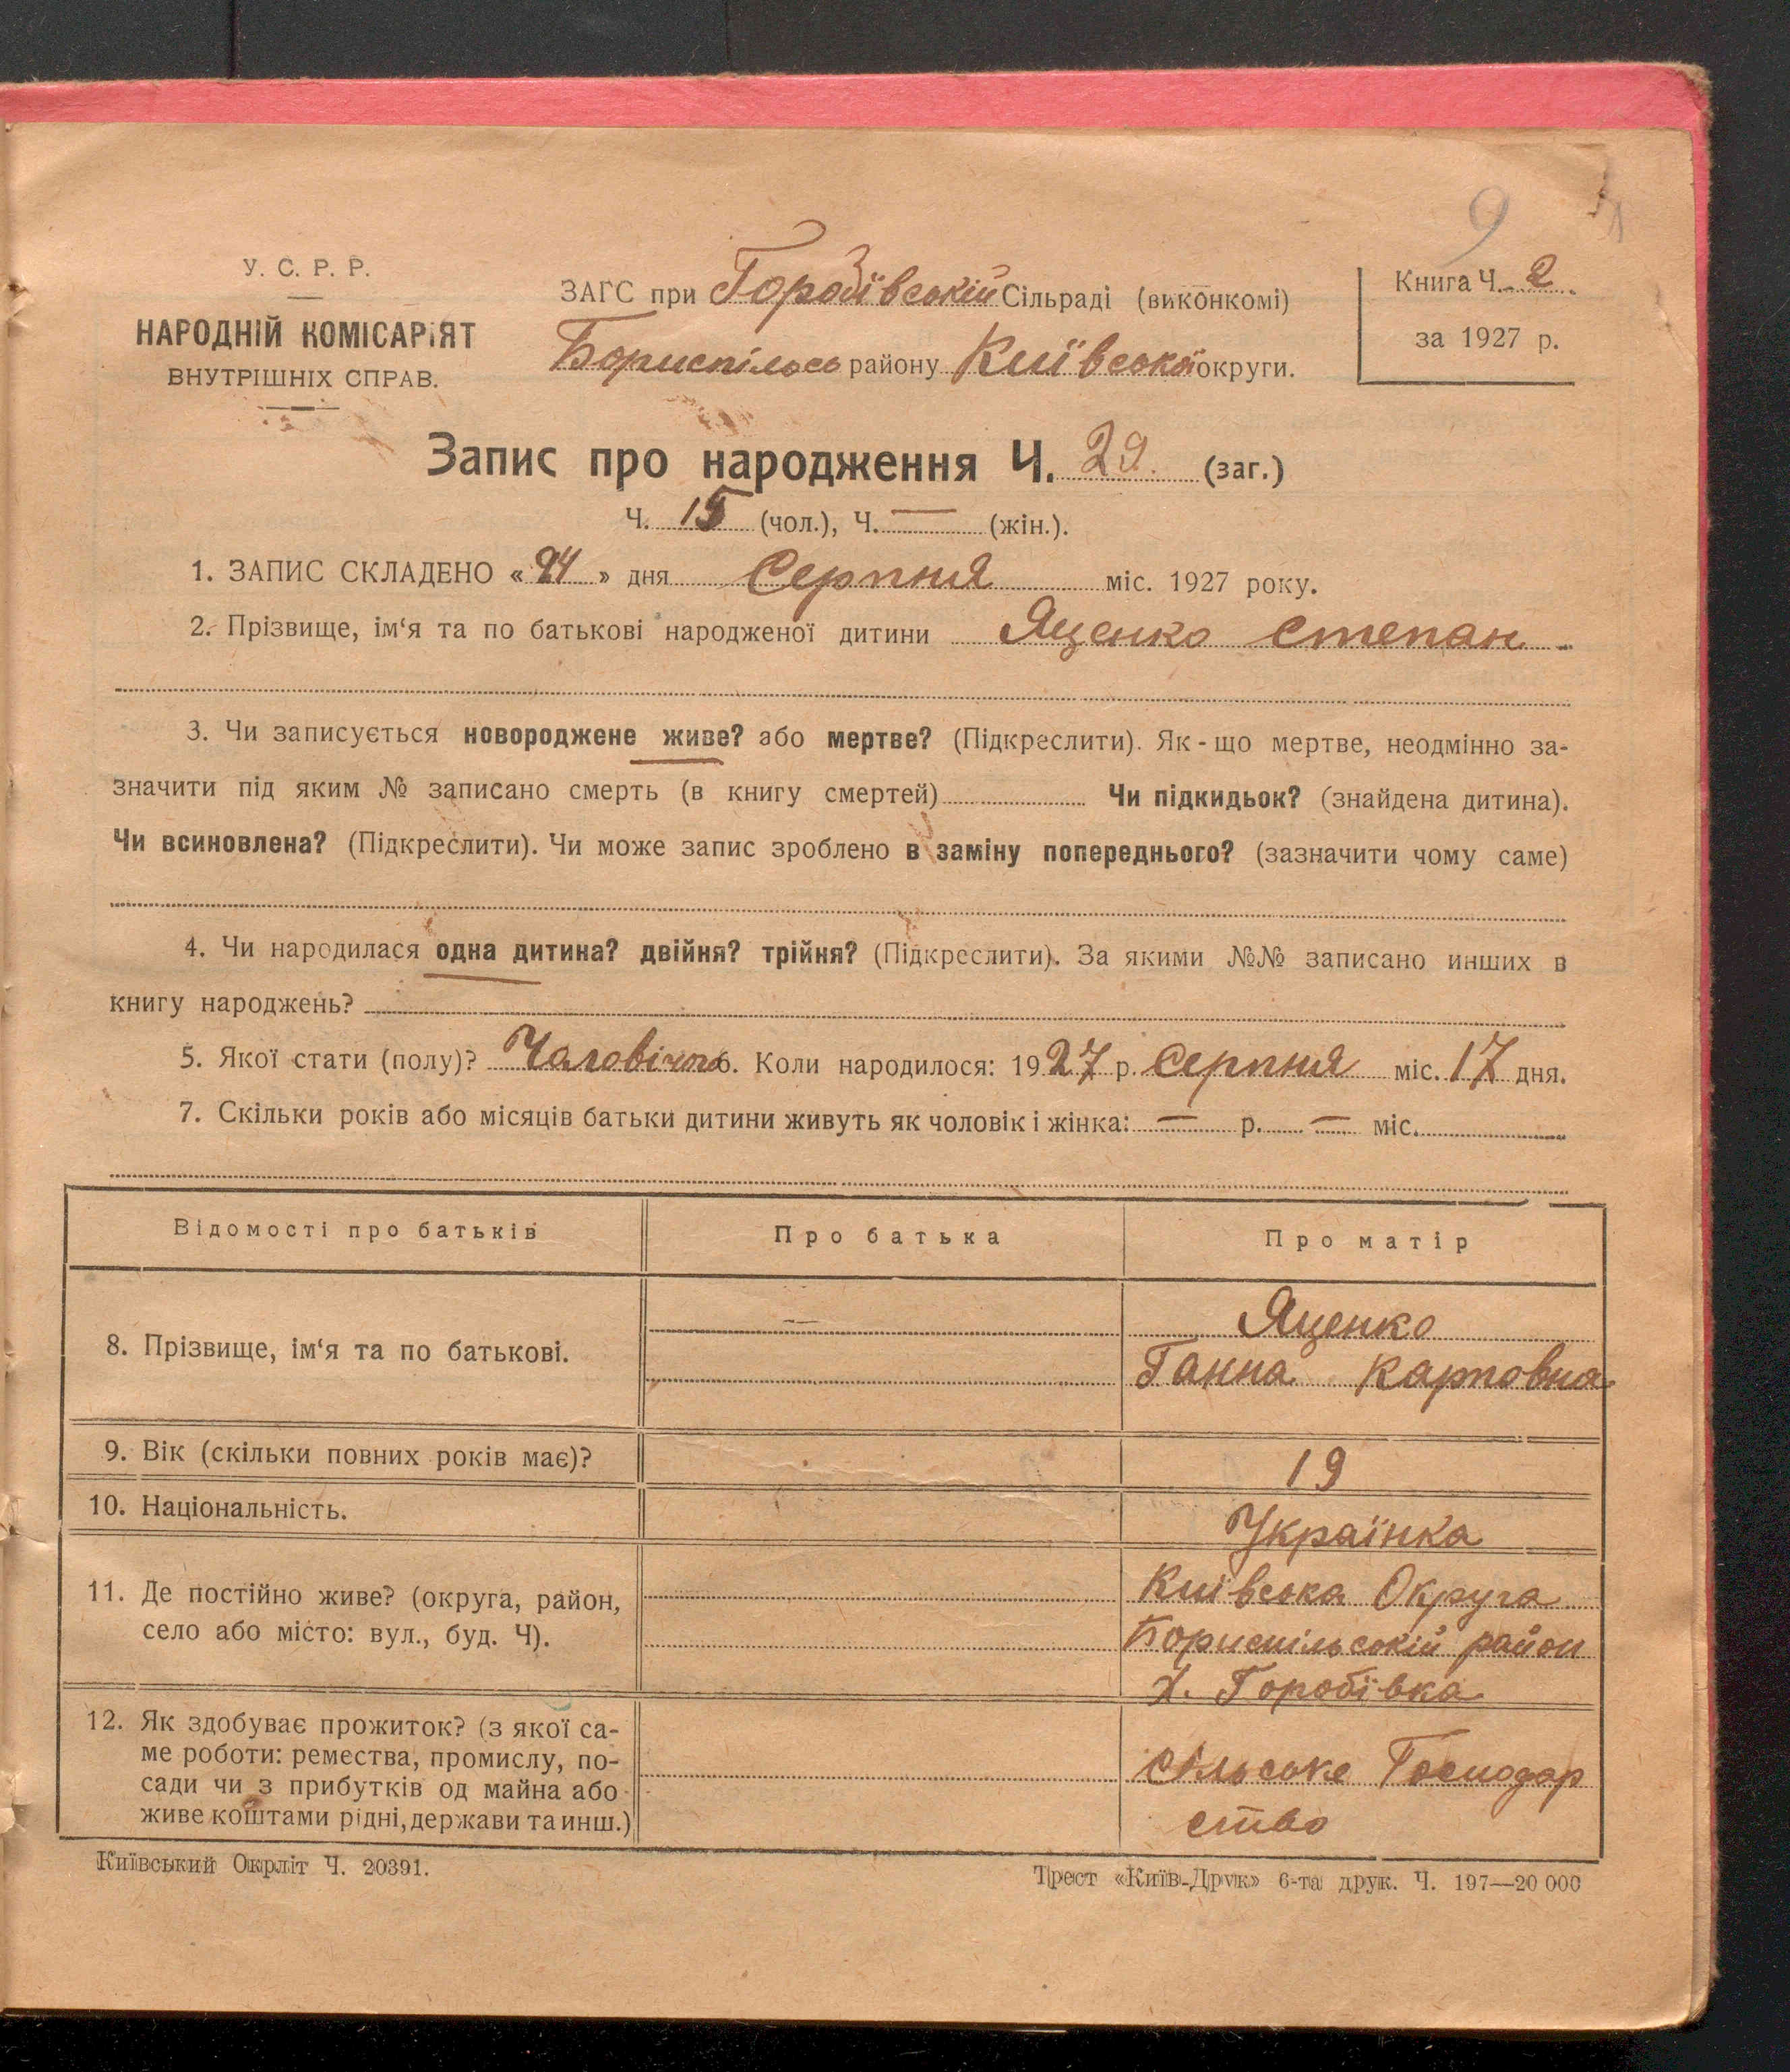 9
У. С. Р. Р.
НАРОДНІЙ КОМІСАРІЯТ
ВНУТРІШНІХ СПРАВ.
ЗАГС при Горобівській Сільраді (виконкомі)
Бориспільсь району Київської округи.
Книга Ч. 2
за 1927 р.
Запис про народження Ч. 29 (заг.)
Ч. 15 (чол.), Ч. — (жін.).
1. ЗАПИС СКЛАДЕНО « 24 » дня Серпня міс. 1927 року.
2. Прізвище, ім‘я та по батькові народженої дитини Яценко Степан
3. Чи записується новороджене живе? або мертве? (Підкреслити). Як-що мертве, неодмінно за-
значити під яким № записано смерть (в книгу смертей) Чи підкидьок? (знайдена дитина).
Чи всиновлена? (Підкреслити). Чи може запис зроблено в заміну попереднього? (зазначити чому саме)
4. Чи народилася одна дитина? двійня? трійня? (Підкреслити). За якими №№ записано инших в
книгу народжень?
5. Якої стати (полу)? Чаловічто 6. Коли народилося: 1927 р. Серпня міс. 17 дня.
7. Скільки років або місяців батьки дитини живуть як чоловік і жінка: — р. — міс.
Відомості про батьків Про батька Про матір
8. Прізвище, ім‘я та по батькові. — Яценко
Ганна Карповна
9. Вік (скільки повних років має)? 19
10. Національність. Українка
11. Де постійно живе? (округа, район,
село або місто: вул., буд. Ч).
Київська Округа
Бориспільській район
х. Горобівка
12. Як здобуває прожиток? (з якої са-
ме роботи: ремества, промислу, по-
сади чи з прибутків од майна або
живе коштами рідні, держави та инш.)
Сільське Господар
ство
Київський Окрліт Ч. 20391.
Трест «Київ-Друк» 6-та друк. Ч. 197—20 000